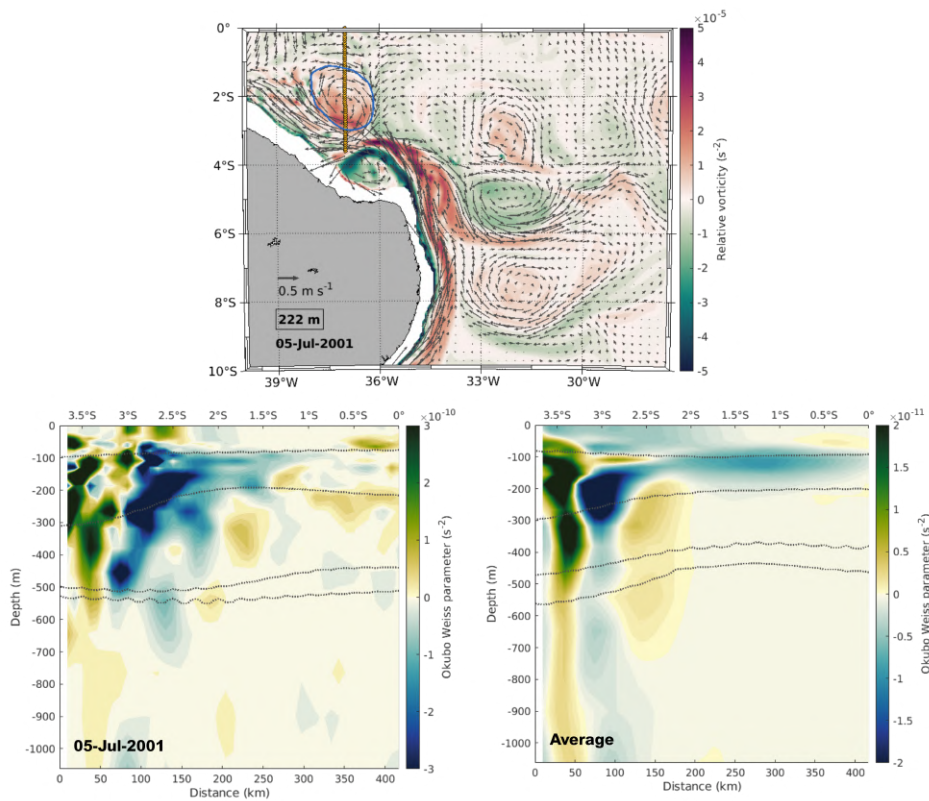 ×10⁻⁵
0°
2°S
4°S
6°S
8°S
10°S
39°W
36°W
33°W
30°W
0.5 m s⁻¹
222 m
05-Jul-2001
5
4
3
2
1
0
-1
-2
-3
-4
-5
Relative vorticity (s⁻²)
3.5°S 3°S 2.5°S 2°S 1.5°S 1°S 0.5°S 0°
×10⁻¹⁰
0
-100
-200
-300
-400
-500
-600
-700
-800
-900
-1000
Depth (m)
05-Jul-2001
0 50 100 150 200 250 300 350 400
Distance (km)
3
2
1
0
-1
-2
-3
Okubo Weiss parameter (s⁻²)
3.5°S 3°S 2.5°S 2°S 1.5°S 1°S 0.5°S 0°
×10⁻¹¹
0
-100
-200
-300
-400
-500
-600
-700
-800
-900
-1000
Depth (m)
Average
0 50 100 150 200 250 300 350 400
Distance (km)
2
1.5
1
0.5
0
-0.5
-1
-1.5
-2
Okubo Weiss parameter (s⁻²)